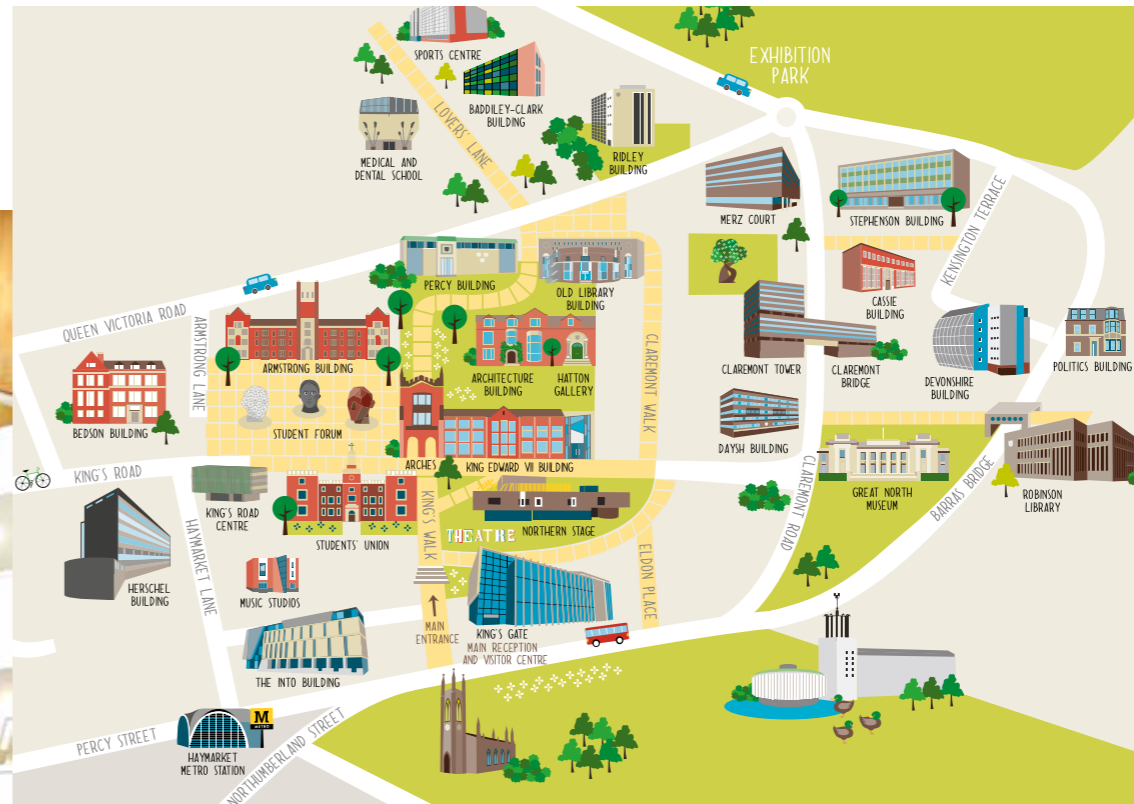 SPORTS CENTRE
EXHIBITION
PARK
BADDILEY-CLARK
BUILDING
LOVERS' LANE
MEDICAL AND
DENTAL SCHOOL
RIDLEY
BUILDING
MERZ COURT
STEPHENSON BUILDING
KENSINGTON TERRACE
PERCY BUILDING
OLD LIBRARY
BUILDING
CASSIE
BUILDING
QUEEN VICTORIA ROAD
ARMSTRONG LANE
ARMSTRONG BUILDING
ARCHITECTURE
BUILDING
HATTON
GALLERY
CLAREMONT WALK
CLAREMONT TOWER
CLAREMONT
BRIDGE
DEVONSHIRE
BUILDING
POLITICS BUILDING
BEDSON BUILDING
STUDENT FORUM
DAYSH BUILDING
ARCHES
KING EDWARD VII BUILDING
KING'S ROAD
KING'S ROAD
CENTRE
CLAREMONT ROAD
GREAT NORTH
MUSEUM
BARRAS BRIDGE
ROBINSON
LIBRARY
HAYMARKET LANE
STUDENTS' UNION
KING'S WALK
THEATRE
NORTHERN STAGE
ELDON PLACE
HERSCHEL
BUILDING
MUSIC STUDIOS
MAIN
ENTRANCE
KING'S GATE
MAIN RECEPTION
AND VISITOR CENTRE
THE INTO BUILDING
M
METRO
PERCY STREET
HAYMARKET
METRO STATION
NORTHUMBERLAND STREET